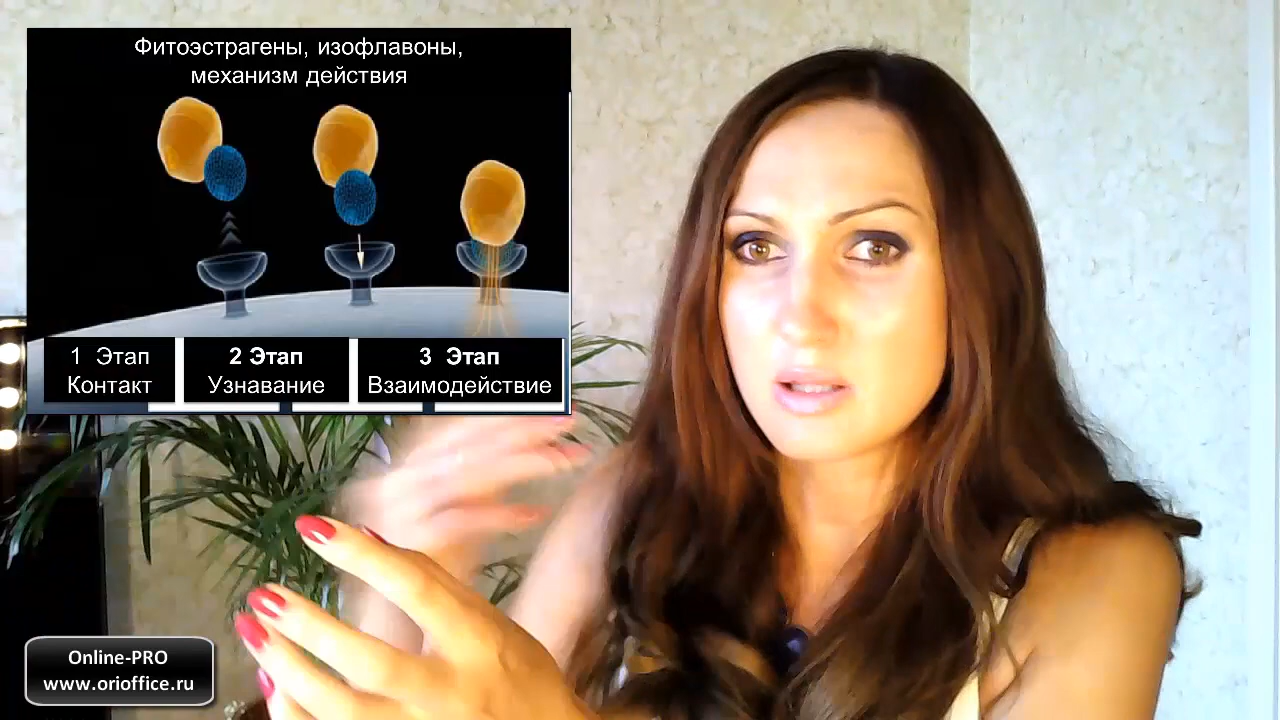 Фитоэстрагены, изофлавоны,
механизм действия
1 Этап
Контакт
2 Этап
Узнавание
3 Этап
Взаимодействие
Online-PRO
www.orioffice.ru